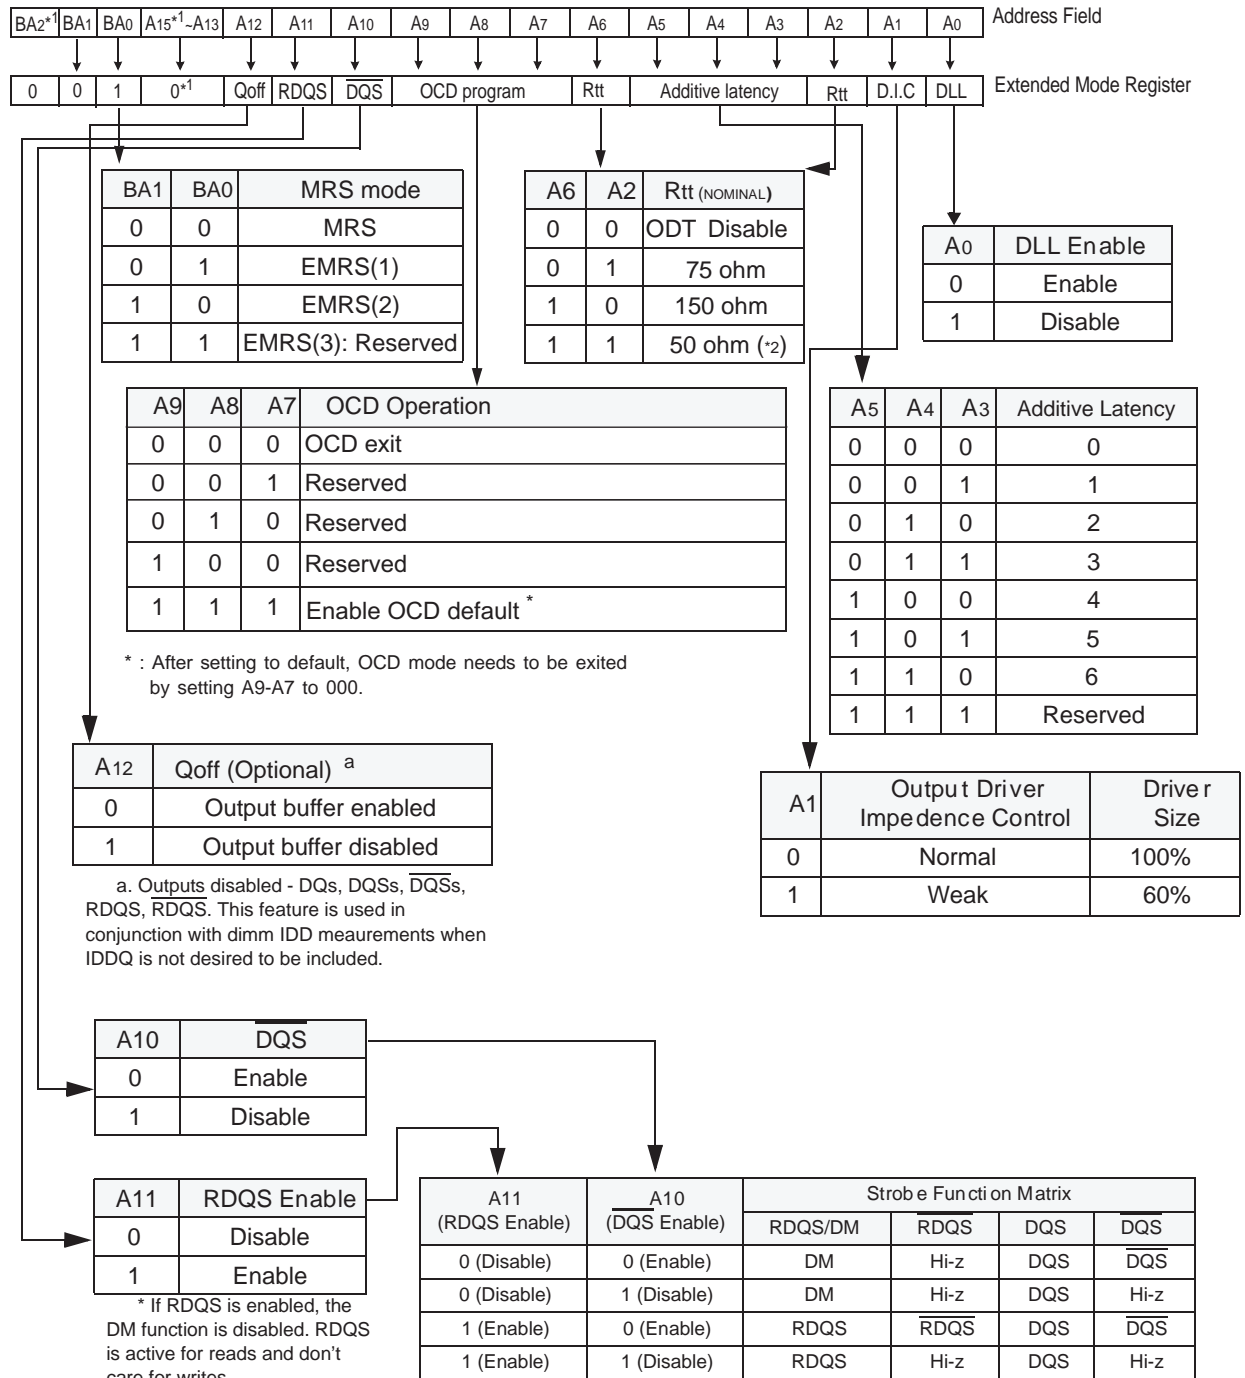 BA2*1 BA1 BA0 A15*1~A13 A12 A11 A10 A9 A8 A7 A6 A5 A4 A3 A2 A1 A0 Address Field
0 0 1 0*1 Qoff RDQS D̅Q̅S̅ OCD program Rtt Additive latency Rtt D.I.C DLL Extended Mode Register
BA1 BA0 MRS mode
0 0 MRS
0 1 EMRS(1)
1 0 EMRS(2)
1 1 EMRS(3): Reserved
A6 A2 Rtt (NOMINAL)
0 0 ODT Disable
0 1 75 ohm
1 0 150 ohm
1 1 50 ohm (*2)
A0 DLL Enable
0 Enable
1 Disable
A9 A8 A7 OCD Operation
0 0 0 OCD exit
0 0 1 Reserved
0 1 0 Reserved
1 0 0 Reserved
1 1 1 Enable OCD default *
* : After setting to default, OCD mode needs to be exited
by setting A9-A7 to 000.
A5 A4 A3 Additive Latency
0 0 0 0
0 0 1 1
0 1 0 2
0 1 1 3
1 0 0 4
1 0 1 5
1 1 0 6
1 1 1 Reserved
A12 Qoff (Optional) a
0 Output buffer enabled
1 Output buffer disabled
a. Outputs disabled - DQs, DQSs, D̅Q̅S̅s,
RDQS, R̅D̅Q̅S̅. This feature is used in
conjunction with dimm IDD meaurements when
IDDQ is not desired to be included.
A1 Output Driver Impedence Control Driver Size
0 Normal 100%
1 Weak 60%
A10 D̅Q̅S̅
0 Enable
1 Disable
A11 RDQS Enable
0 Disable
1 Enable
* If RDQS is enabled, the
DM function is disabled. RDQS
is active for reads and don't
care for writes.
A11 (RDQS Enable) A10 (D̅Q̅S̅ Enable) Strobe Function Matrix
RDQS/DM R̅D̅Q̅S̅ DQS D̅Q̅S̅
0 (Disable) 0 (Enable) DM Hi-z DQS D̅Q̅S̅
0 (Disable) 1 (Disable) DM Hi-z DQS Hi-z
1 (Enable) 0 (Enable) RDQS R̅D̅Q̅S̅ DQS D̅Q̅S̅
1 (Enable) 1 (Disable) RDQS Hi-z DQS Hi-z